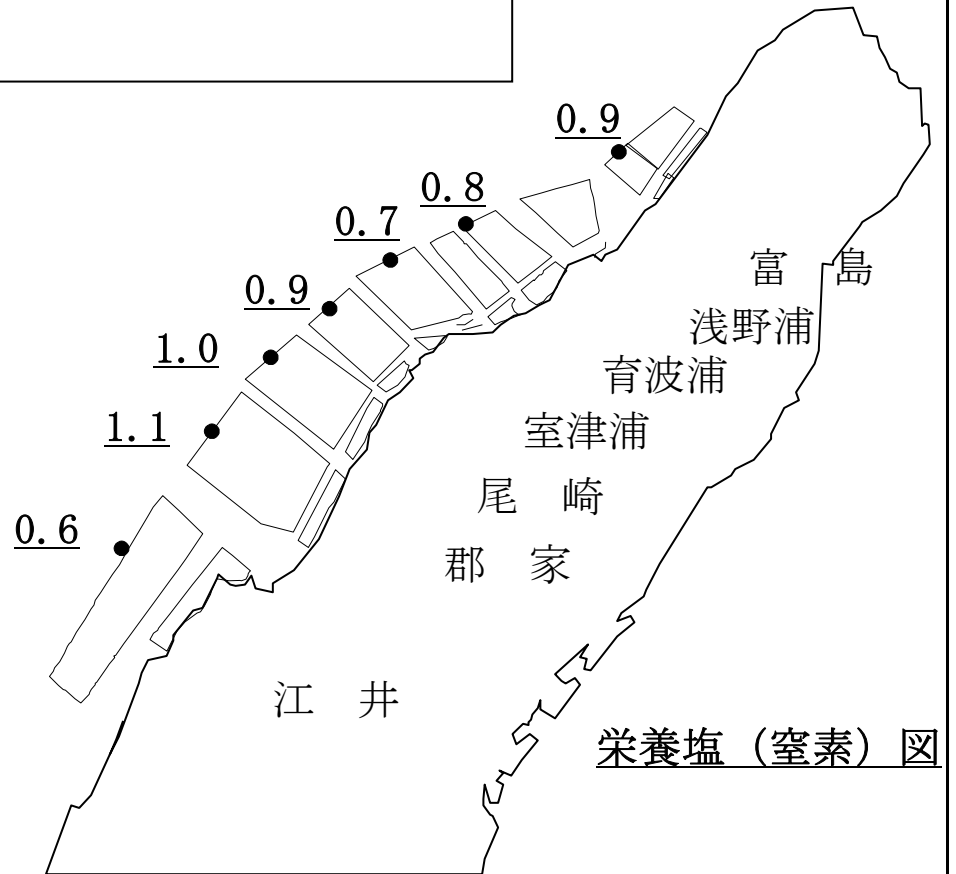 0.9
0.8
0.7
0.9
1.0
1.1
0.6
富　島
浅野浦
育波浦
室津浦
尾　崎
郡　家
江　井
栄養塩（窒素）図